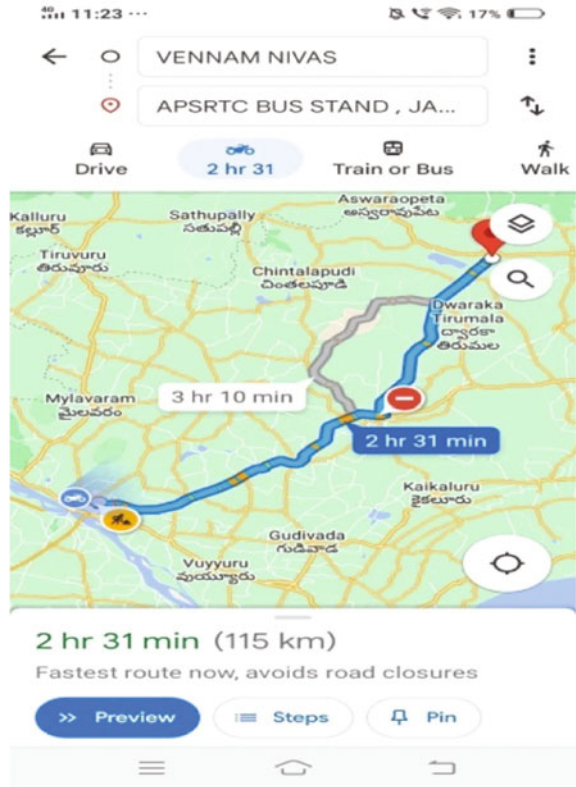 4G 11:23 ··· 17%
VENNAM NIVAS
APSRTC BUS STAND , JA...
Drive 2 hr 31 Train or Bus Walk
Aswaraopeta
అశ్వరావుపేట
Kalluru
కల్లూర్
Sathupally
సతుపల్లి
Tiruvuru
తిరువూరు
Chintalapudi
చింతలపూడి
Dwaraka
Tirumala
ద్వారకా
తిరుమల
Mylavaram
మైలవరం
3 hr 10 min
2 hr 31 min
Kaikaluru
కైకలూరు
Gudivada
గుడివాడ
Vuyyuru
వుయ్యూరు
2 hr 31 min (115 km)
Fastest route now, avoids road closures
Preview Steps Pin